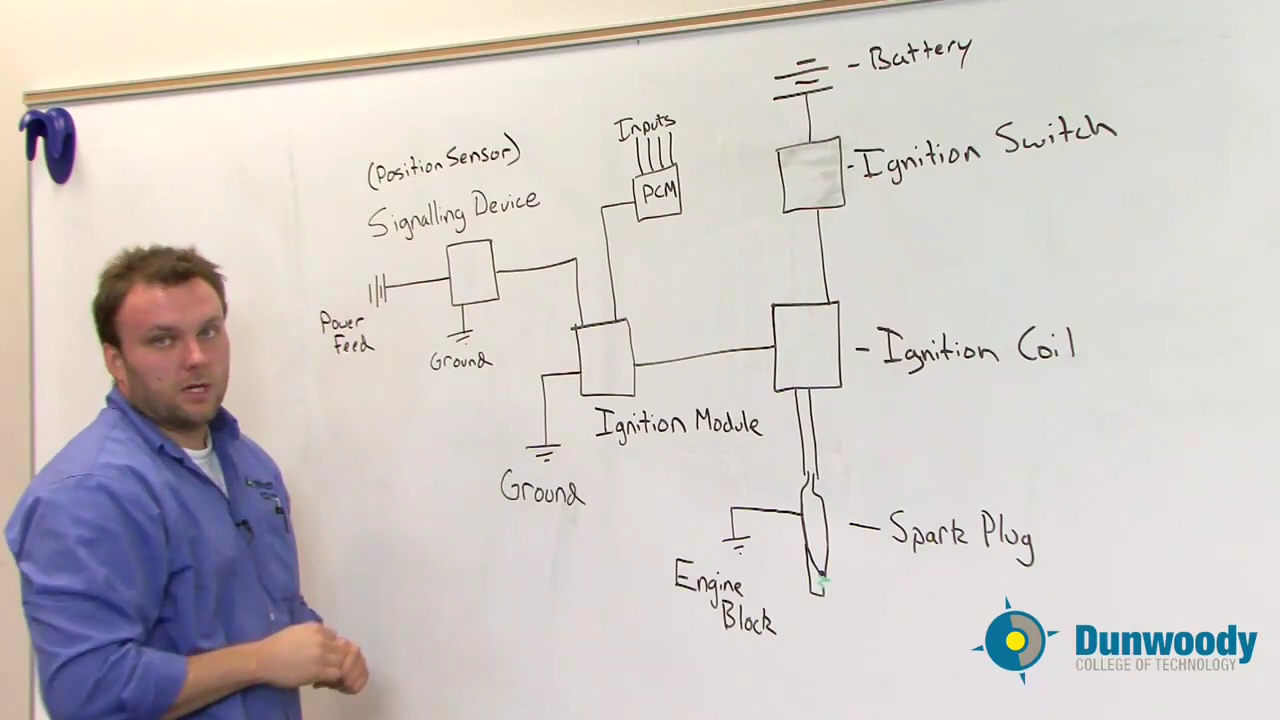 Battery
Inputs
Ignition Switch
(Position Sensor)
PCM
Signalling Device
Power
Feed
Ground
Ignition Coil
Ignition Module
Ground
Spark Plug
Engine
Block
Dunwoody
COLLEGE OF TECHNOLOGY